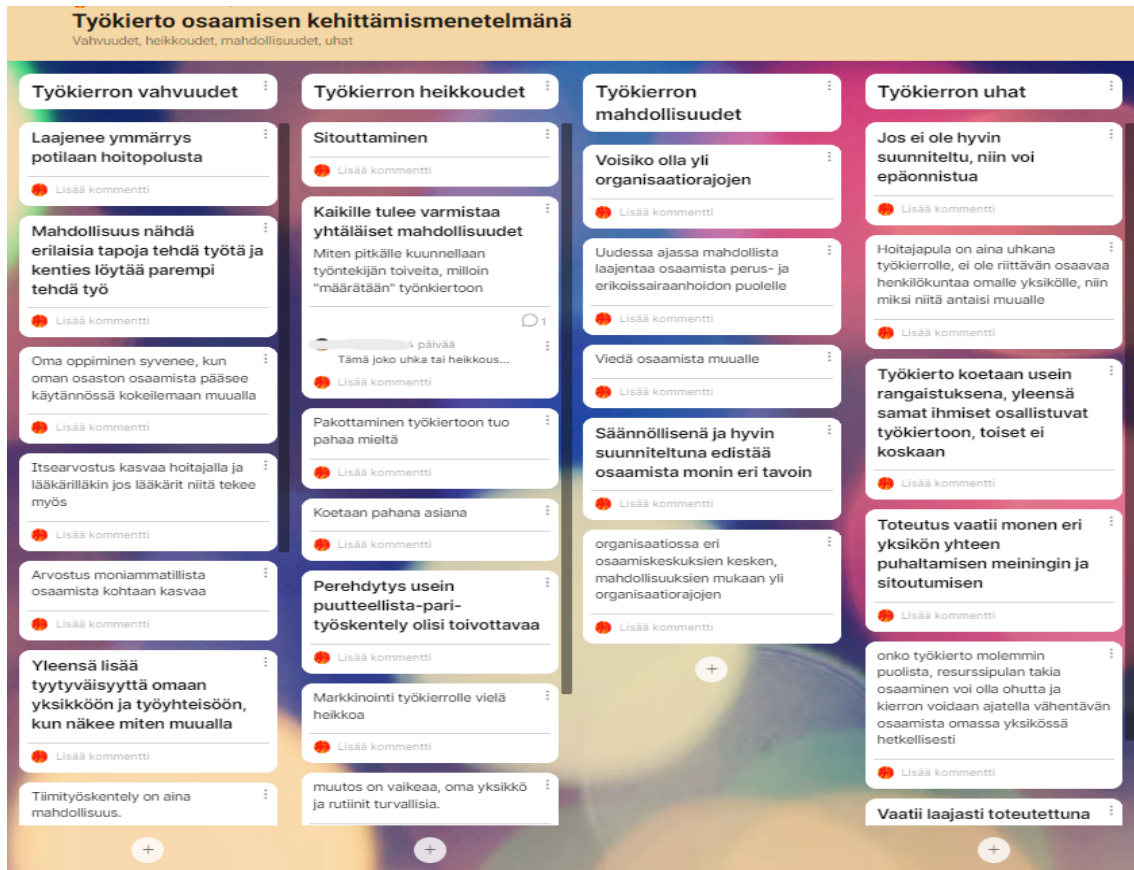 Työkierto osaamisen kehittämismenetelmänä
Vahvuudet, heikkoudet, mahdollisuudet, uhat
Työkierron vahvuudet
Laajenee ymmärrys
potilaan hoitopolusta
Lisää kommentti
Mahdollisuus nähdä
erilaisia tapoja tehdä työtä ja
kenties löytää parempi
tehdä työ
Lisää kommentti
Oma oppiminen syvenee, kun
oman osaston osaamista pääsee
käytännössä kokeilemaan muualla
Lisää kommentti
Itsearvostus kasvaa hoitajalla ja
lääkärilläkin jos lääkärit niitä tekee
myös
Lisää kommentti
Arvostus moniammatillista
osaamista kohtaan kasvaa
Lisää kommentti
Yleensä lisää
tyytyväisyyttä omaan
yksikköön ja työyhteisöön,
kun näkee miten muualla
Lisää kommentti
Tiimityöskentely on aina
mahdollisuus.
Työkierron heikkoudet
Sitouttaminen
Lisää kommentti
Kaikille tulee varmistaa
yhtäläiset mahdollisuudet
Miten pitkälle kuunnellaan
työntekijän toiveita, milloin
"määrätään" työnkiertoon
1
päivää
Tämä joko uhka tai heikkous...
Lisää kommentti
Pakottaminen työkiertoon tuo
pahaa mieltä
Lisää kommentti
Koetaan pahana asiana
Lisää kommentti
Perehdytys usein
puutteellista-pari-
työskentely olisi toivottavaa
Lisää kommentti
Markkinointi työkierrolle vielä
heikkoa
Lisää kommentti
muutos on vaikeaa, oma yksikkö
ja rutiinit turvallisia.
Työkierron
mahdollisuudet
Voisiko olla yli
organisaatiorajojen
Lisää kommentti
Uudessa ajassa mahdollista
laajentaa osaamista perus- ja
erikoissairaanhoidon puolelle
Lisää kommentti
Viedä osaamista muualle
Lisää kommentti
Säännöllisenä ja hyvin
suunniteltuna edistää
osaamista monin eri tavoin
Lisää kommentti
organisaatiossa eri
osaamiskeskuksien kesken,
mahdollisuuksien mukaan yli
organisaatiorajojen
Lisää kommentti
Työkierron uhat
Jos ei ole hyvin
suunniteltu, niin voi
epäonnistua
Lisää kommentti
Hoitajapula on aina uhkana
työkierrolle, ei ole riittävän osaavaa
henkilökuntaa omalle yksikölle, niin
miksi niitä antaisi muualle
Lisää kommentti
Työkierto koetaan usein
rangaistuksena, yleensä
samat ihmiset osallistuvat
työkiertoon, toiset ei
koskaan
Lisää kommentti
Toteutus vaatii monen eri
yksikön yhteen
puhaltamisen meiningin ja
sitoutumisen
Lisää kommentti
onko työkierto molemmin
puolista, resurssipulan takia
osaaminen voi olla ohutta ja
kierron voidaan ajatella vähentävän
osaamista omassa yksikössä
hetkellisesti
Lisää kommentti
Vaatii laajasti toteutettuna